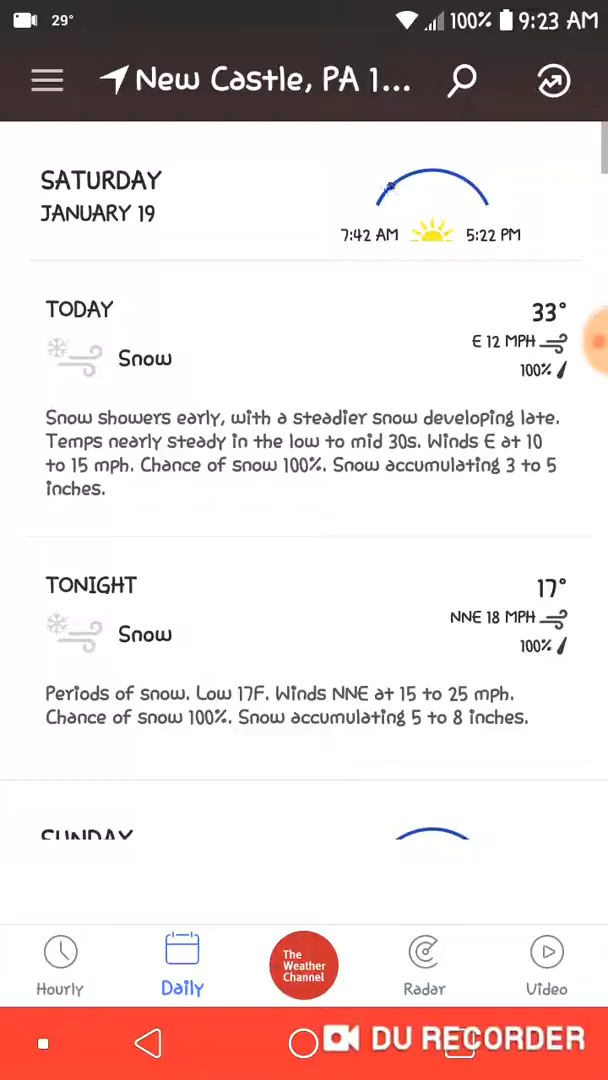 29° 100% 9:23 AM
New Castle, PA 1...
SATURDAY
JANUARY 19
7:42 AM 5:22 PM
TODAY
33°
Snow
E 12 MPH
100%
Snow showers early, with a steadier snow developing late.
Temps nearly steady in the low to mid 30s. Winds E at 10
to 15 mph. Chance of snow 100%. Snow accumulating 3 to 5
inches.
TONIGHT
17°
Snow
NNE 18 MPH
100%
Periods of snow. Low 17F. Winds NNE at 15 to 25 mph.
Chance of snow 100%. Snow accumulating 5 to 8 inches.
SUNDAY
Hourly
Daily
The
Weather
Channel
Radar
Video
DU RECORDER